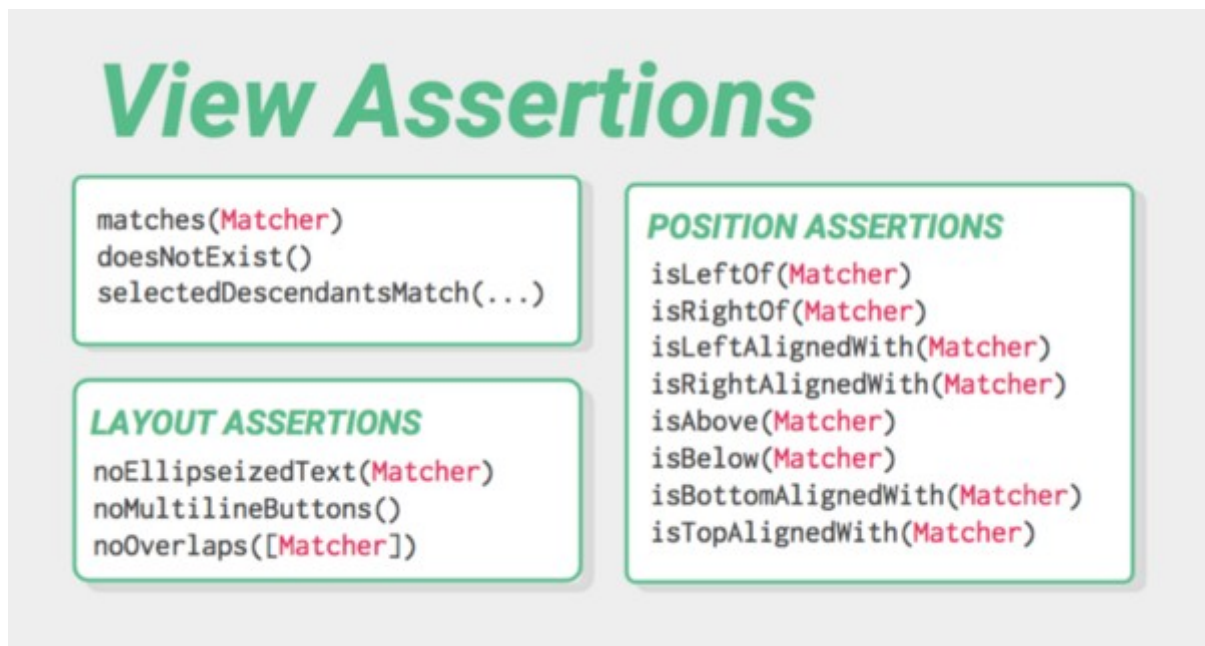 View Assertions
matches(Matcher)
doesNotExist()
selectedDescendantsMatch(...)
LAYOUT ASSERTIONS
noEllipseizedText(Matcher)
noMultilineButtons()
noOverlaps([Matcher])
POSITION ASSERTIONS
isLeftOf(Matcher)
isRightOf(Matcher)
isLeftAlignedWith(Matcher)
isRightAlignedWith(Matcher)
isAbove(Matcher)
isBelow(Matcher)
isBottomAlignedWith(Matcher)
isTopAlignedWith(Matcher)